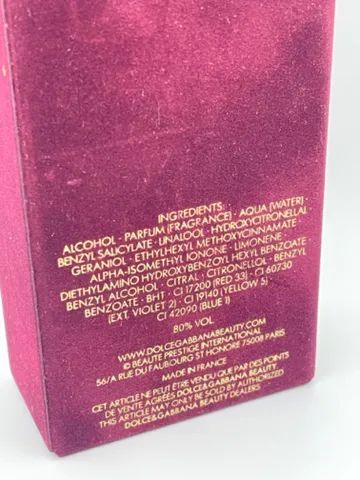 INGREDIENTS:
ALCOHOL · PARFUM (FRAGRANCE) · AQUA (WATER) ·
BENZYL SALICYLATE · LINALOOL · HYDROXYCITRONELLAL ·
GERANIOL · ETHYLHEXYL METHOXYCINNAMATE ·
ALPHA-ISOMETHYL IONONE · LIMONENE ·
DIETHYLAMINO HYDROXYBENZOYL HEXYL BENZOATE ·
BENZYL ALCOHOL · CITRAL · CITRONELLOL · BENZYL
BENZOATE · BHT · CI 17200 (RED 33) · CI 60730
(EXT. VIOLET 2) · CI 19140 (YELLOW 5) ·
CI 42090 (BLUE 1)
80% VOL
WWW.DOLCEGABBANABEAUTY.COM
© BEAUTE PRESTIGE INTERNATIONAL
56/A RUE DU FAUBOURG ST HONORE 75008 PARIS
MADE IN FRANCE
CET ARTICLE NE PEUT ÊTRE VENDU QUE PAR DES POINTS
DE VENTE AGRÉÉS DOLCE&GABBANA BEAUTY
THIS ARTICLE MAY ONLY BE SOLD BY AUTHORIZED
DOLCE&GABBANA BEAUTY DEALERS